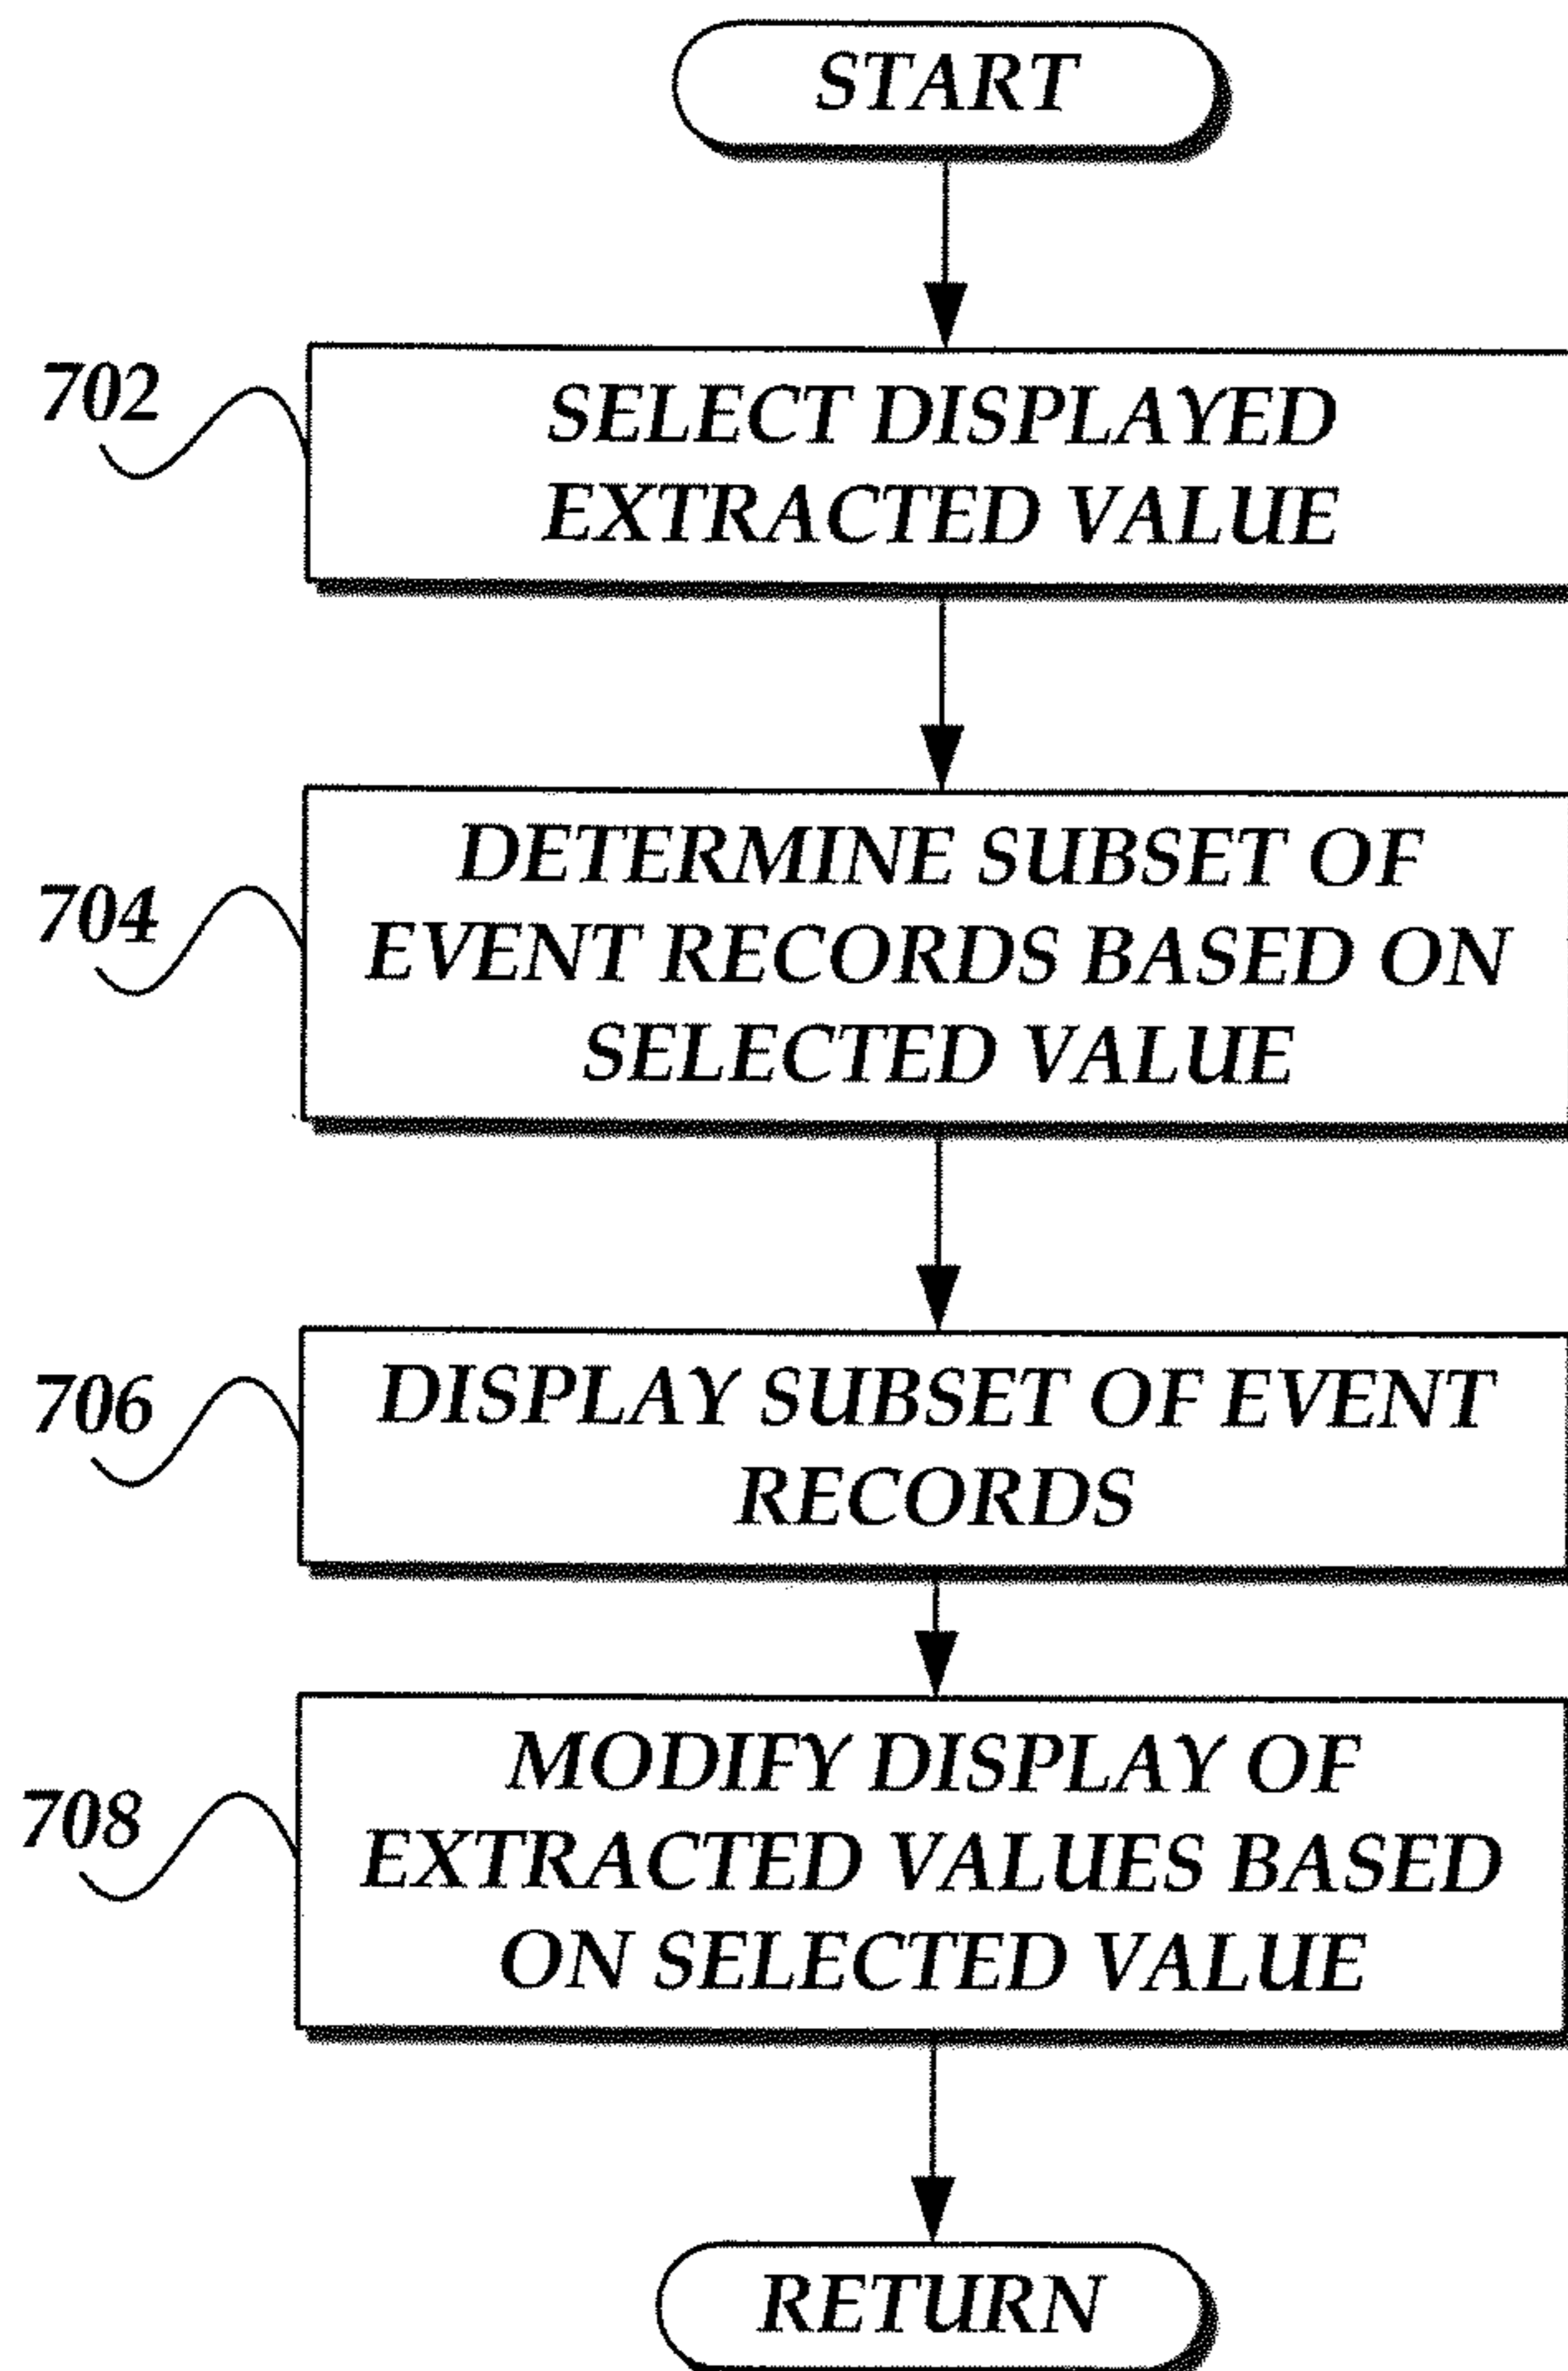 START
702
SELECT DISPLAYED
EXTRACTED VALUE
704
DETERMINE SUBSET OF
EVENT RECORDS BASED ON
SELECTED VALUE
706
DISPLAY SUBSET OF EVENT
RECORDS
708
MODIFY DISPLAY OF
EXTRACTED VALUES BASED
ON SELECTED VALUE
RETURN